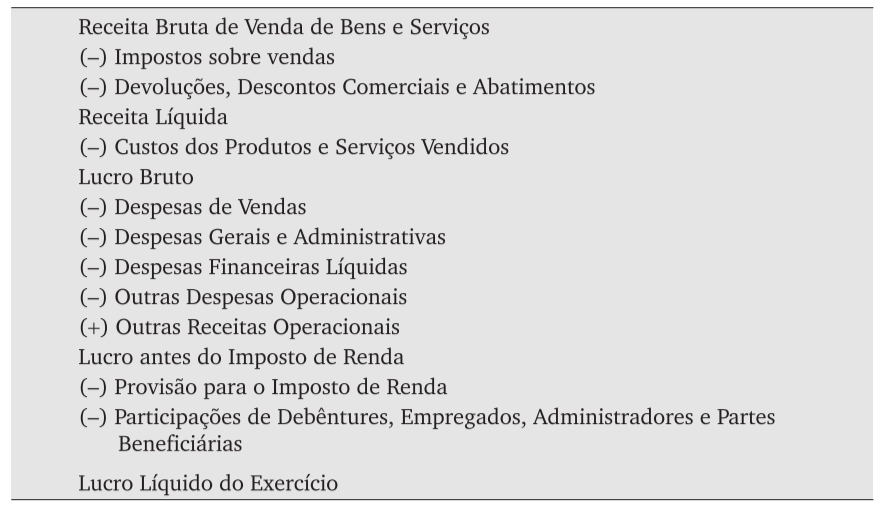 Receita Bruta de Venda de Bens e Serviços
(–) Impostos sobre vendas
(–) Devoluções, Descontos Comerciais e Abatimentos
Receita Líquida
(–) Custos dos Produtos e Serviços Vendidos
Lucro Bruto
(–) Despesas de Vendas
(–) Despesas Gerais e Administrativas
(–) Despesas Financeiras Líquidas
(–) Outras Despesas Operacionais
(+) Outras Receitas Operacionais
Lucro antes do Imposto de Renda
(–) Provisão para o Imposto de Renda
(–) Participações de Debêntures, Empregados, Administradores e Partes
Beneficiárias
Lucro Líquido do Exercício